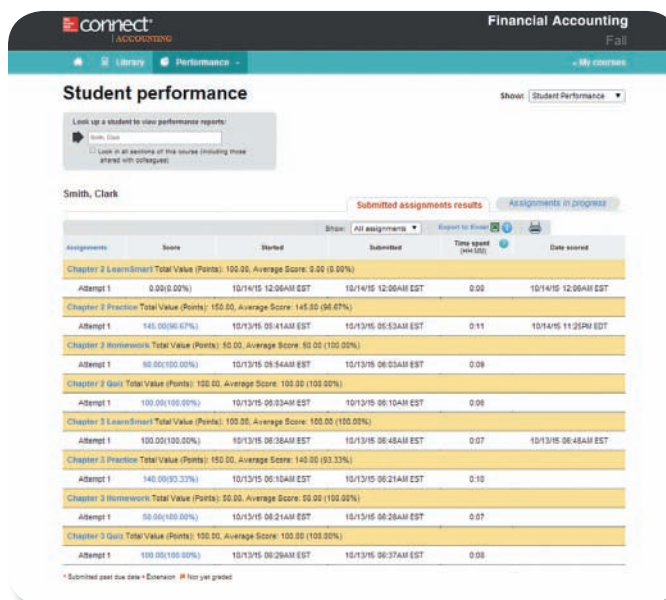 connect
ACCOUNTING
Financial Accounting
Fall
Library
Performance
My courses
Student performance
Show: Student Performance
Look up a student to view performance reports:
Smith, Clark
Look in all sections of this course (including those
shared with colleagues)
Smith, Clark
Submitted assignments results
Assignments in progress
Show: All assignments
Export to Excel
Assignments Score Started Submitted Time spent (HH:MM) Date scored
Chapter 2 LearnSmart Total Value (Points): 100.00, Average Score: 0.00 (0.00%)
Attempt 1 0.00(0.00%) 10/14/15 12:06AM EST 10/14/15 12:06AM EST 0:00 10/14/15 12:06AM EST
Chapter 2 Practice Total Value (Points): 150.00, Average Score: 145.00 (96.67%)
Attempt 1 145.00(96.67%) 10/13/15 05:41AM EST 10/13/15 05:53AM EST 0:11 10/14/15 11:25PM EDT
Chapter 2 Homework Total Value (Points): 50.00, Average Score: 50.00 (100.00%)
Attempt 1 50.00(100.00%) 10/13/15 05:54AM EST 10/13/15 06:03AM EST 0:09
Chapter 2 Quiz Total Value (Points): 100.00, Average Score: 100.00 (100.00%)
Attempt 1 100.00(100.00%) 10/13/15 06:03AM EST 10/13/15 06:10AM EST 0:06
Chapter 3 LearnSmart Total Value (Points): 100.00, Average Score: 100.00 (100.00%)
Attempt 1 100.00(100.00%) 10/13/15 06:38AM EST 10/13/15 06:45AM EST 0:07 10/13/15 06:45AM EST
Chapter 3 Practice Total Value (Points): 150.00, Average Score: 140.00 (93.33%)
Attempt 1 140.00(93.33%) 10/13/15 06:10AM EST 10/13/15 06:21AM EST 0:10
Chapter 3 Homework Total Value (Points): 50.00, Average Score: 50.00 (100.00%)
Attempt 1 50.00(100.00%) 10/13/15 06:21AM EST 10/13/15 06:28AM EST 0:07
Chapter 3 Quiz Total Value (Points): 100.00, Average Score: 100.00 (100.00%)
Attempt 1 100.00(100.00%) 10/13/15 06:29AM EST 10/13/15 06:37AM EST 0:08
* Submitted past due date + Extension Not yet graded